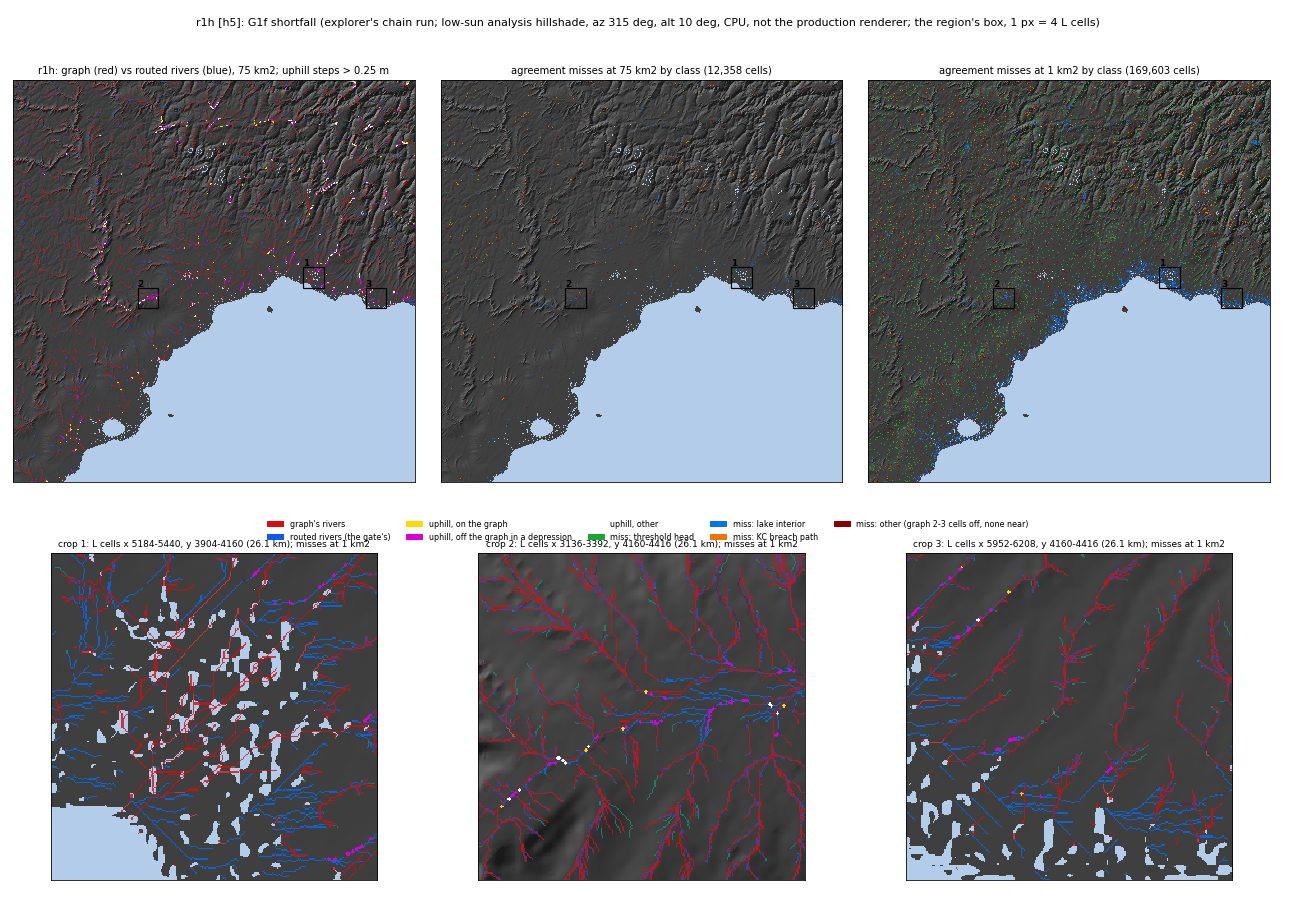 r1h [h5]: G1f shortfall (explorer's chain run; low-sun analysis hillshade, az 315 deg, alt 10 deg, CPU, not the production renderer; the region's box, 1 px = 4 L cells)
r1h: graph (red) vs routed rivers (blue), 75 km2; uphill steps > 0.25 m
agreement misses at 75 km2 by class (12,358 cells)
agreement misses at 1 km2 by class (169,603 cells)
1
2
3
1
2
3
1
2
3
graph's rivers
uphill, on the graph
uphill, other
miss: lake interior
miss: other (graph 2-3 cells off, none near)
routed rivers (the gate's)
uphill, off the graph in a depression
miss: threshold head
miss: KC breach path
crop 1: L cells x 5184-5440, y 3904-4160 (26.1 km); misses at 1 km2
crop 2: L cells x 3136-3392, y 4160-4416 (26.1 km); misses at 1 km2
crop 3: L cells x 5952-6208, y 4160-4416 (26.1 km); misses at 1 km2